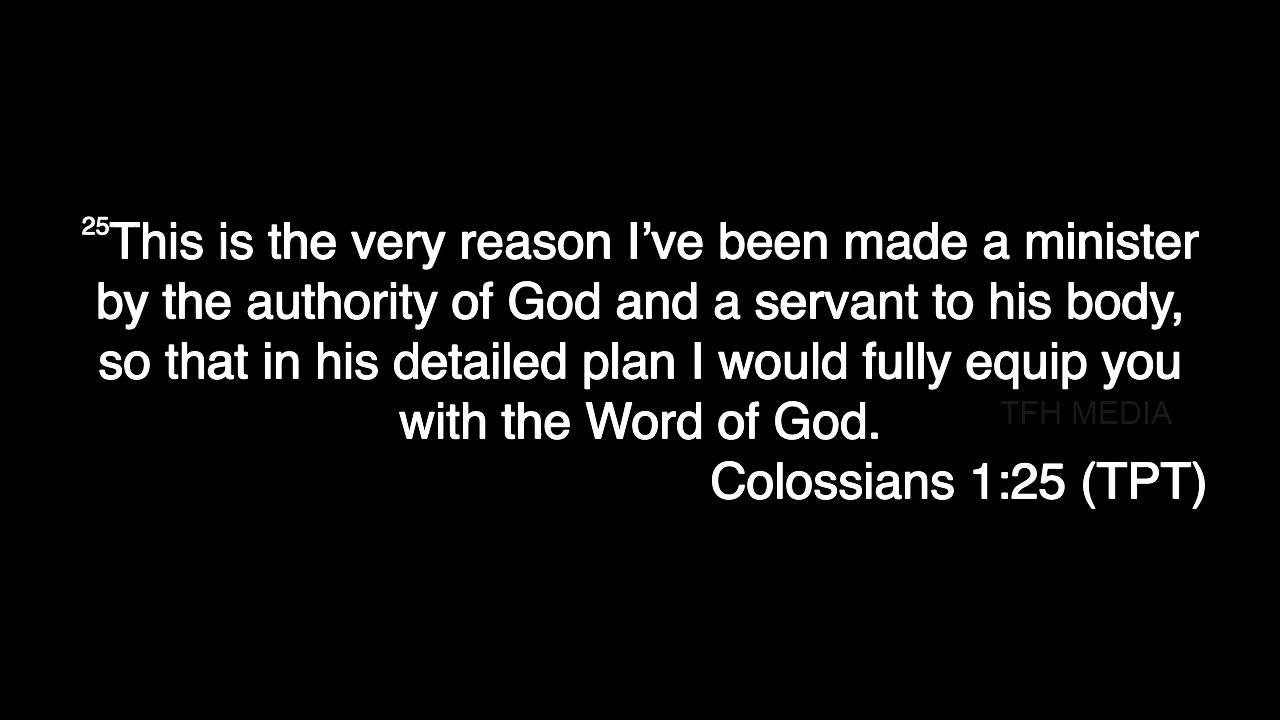 25This is the very reason I’ve been made a minister
by the authority of God and a servant to his body,
so that in his detailed plan I would fully equip you
with the Word of God.
TFH MEDIA
Colossians 1:25 (TPT)